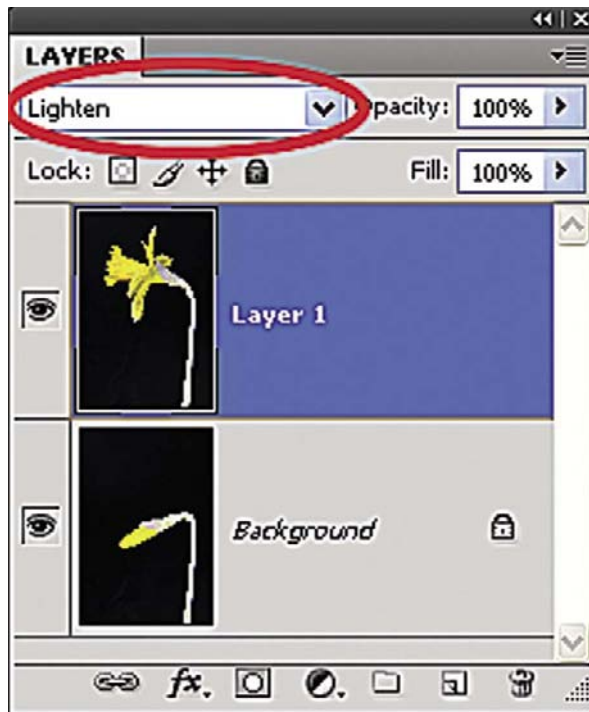 LAYERS
Lighten Opacity: 100%
Lock: Fill: 100%
Layer 1
Background
fx.